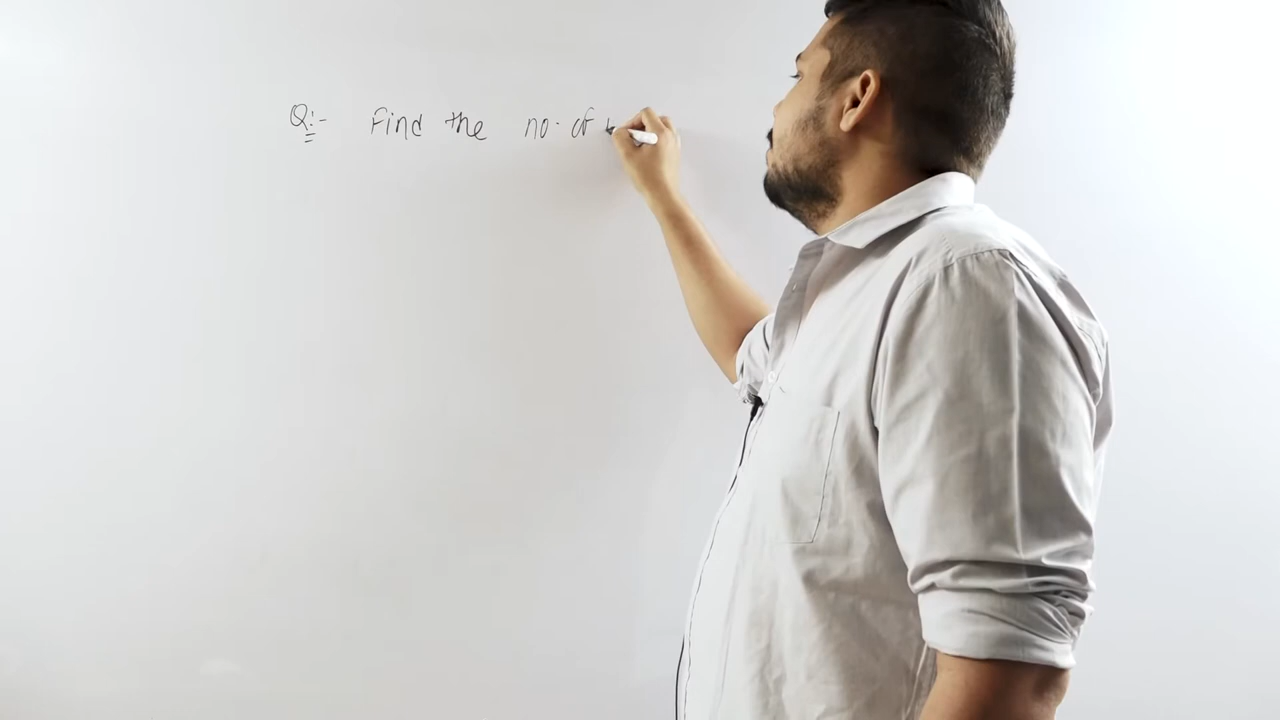 Q:- Find the no. of